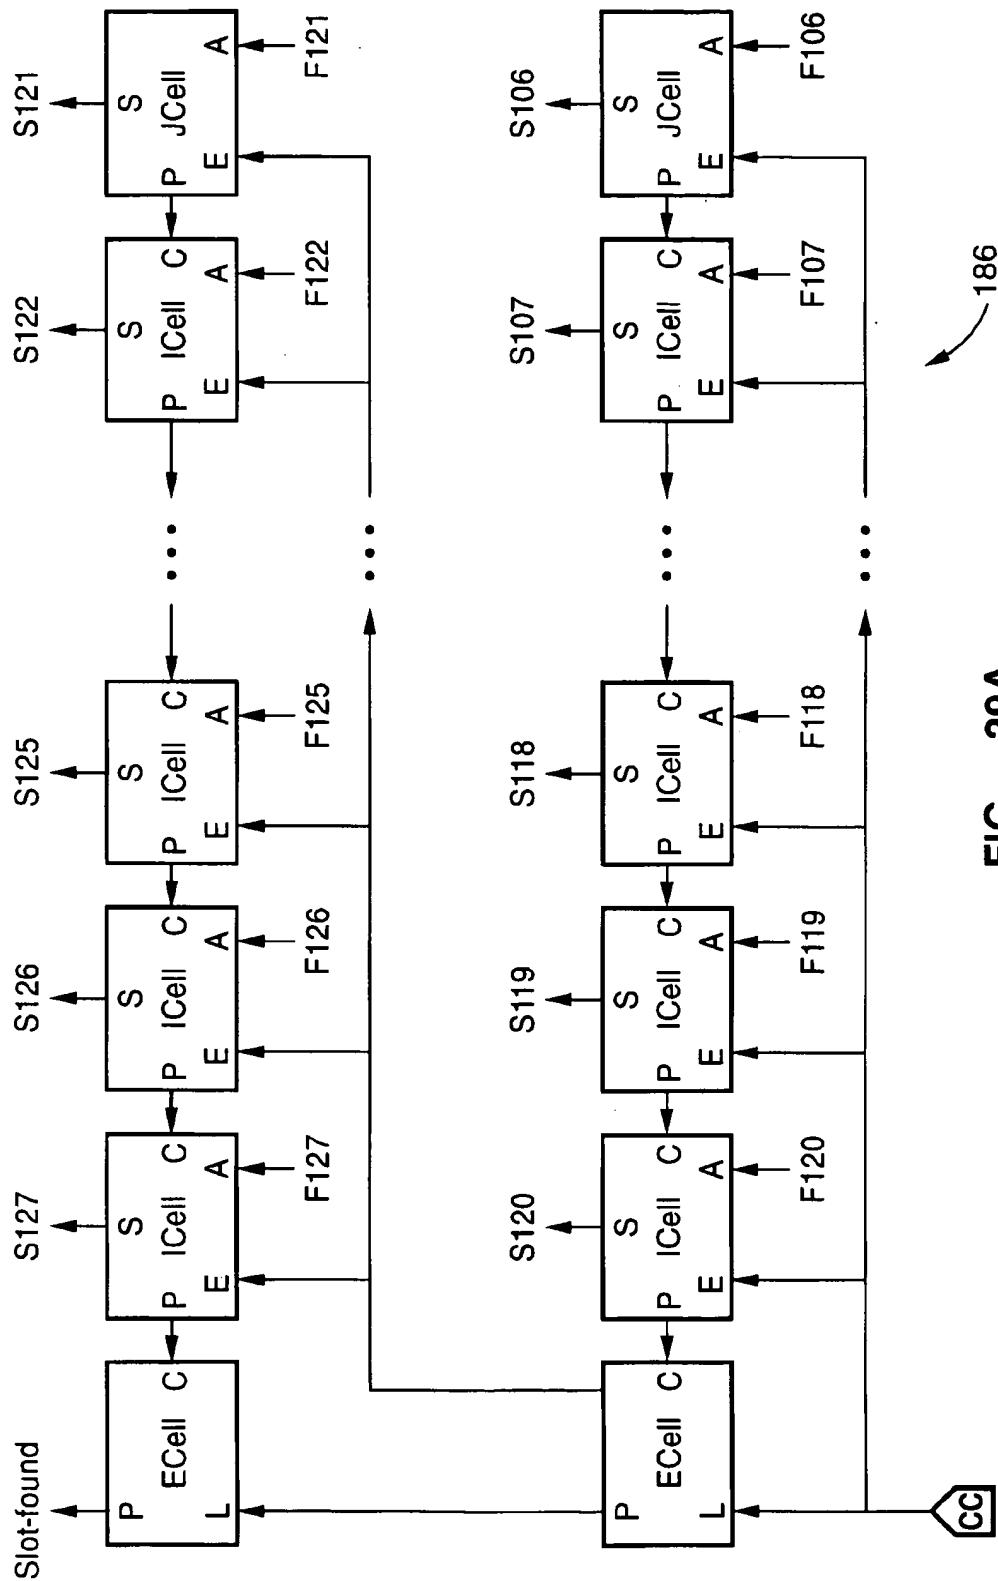 Slot-found S127 S126 S125 S122 S121
P S S S S S
ECell ICell ICell ICell ICell JCell
L C P E C A P E C A P E C A P E C A P E A
F127 F126 F125 ... F122 F121
...
S120 S119 S118 S107 S106
P S S S S S
ECell ICell ICell ICell ICell JCell
L C P E C A P E C A P E C A P E C A P E A
F120 F119 F118 ... F107 F106
...
CC
186
FIG._